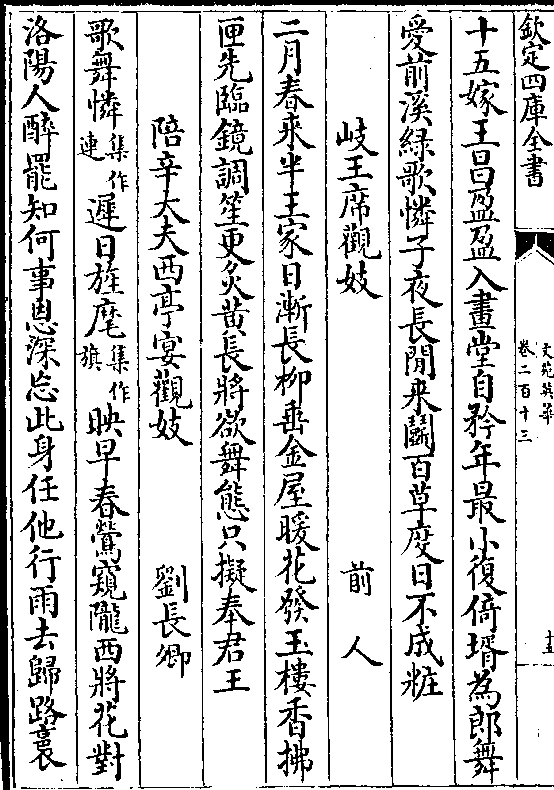 欽定四庫全書
文苑英華
卷二百十三
十五嫁王昌盈盈入畫堂自矜年最小復倚壻為郎舞
愛前溪綠歌憐子夜長閒来鬭百草度日不成粧
岐王席觀妓 前人
二月春來半王家日漸長柳垂金屋暖花發玉樓香拂
匣先臨鏡調笙更炙黄長將欲舞態只擬奉君王
陪辛大夫西亭宴觀妓 劉長卿
歌舞憐集作連遲日旌麾集作旗映早春鶯窺隴西將花對
洛陽人醉罷知何事恩深忘此身任他行雨去歸路裛